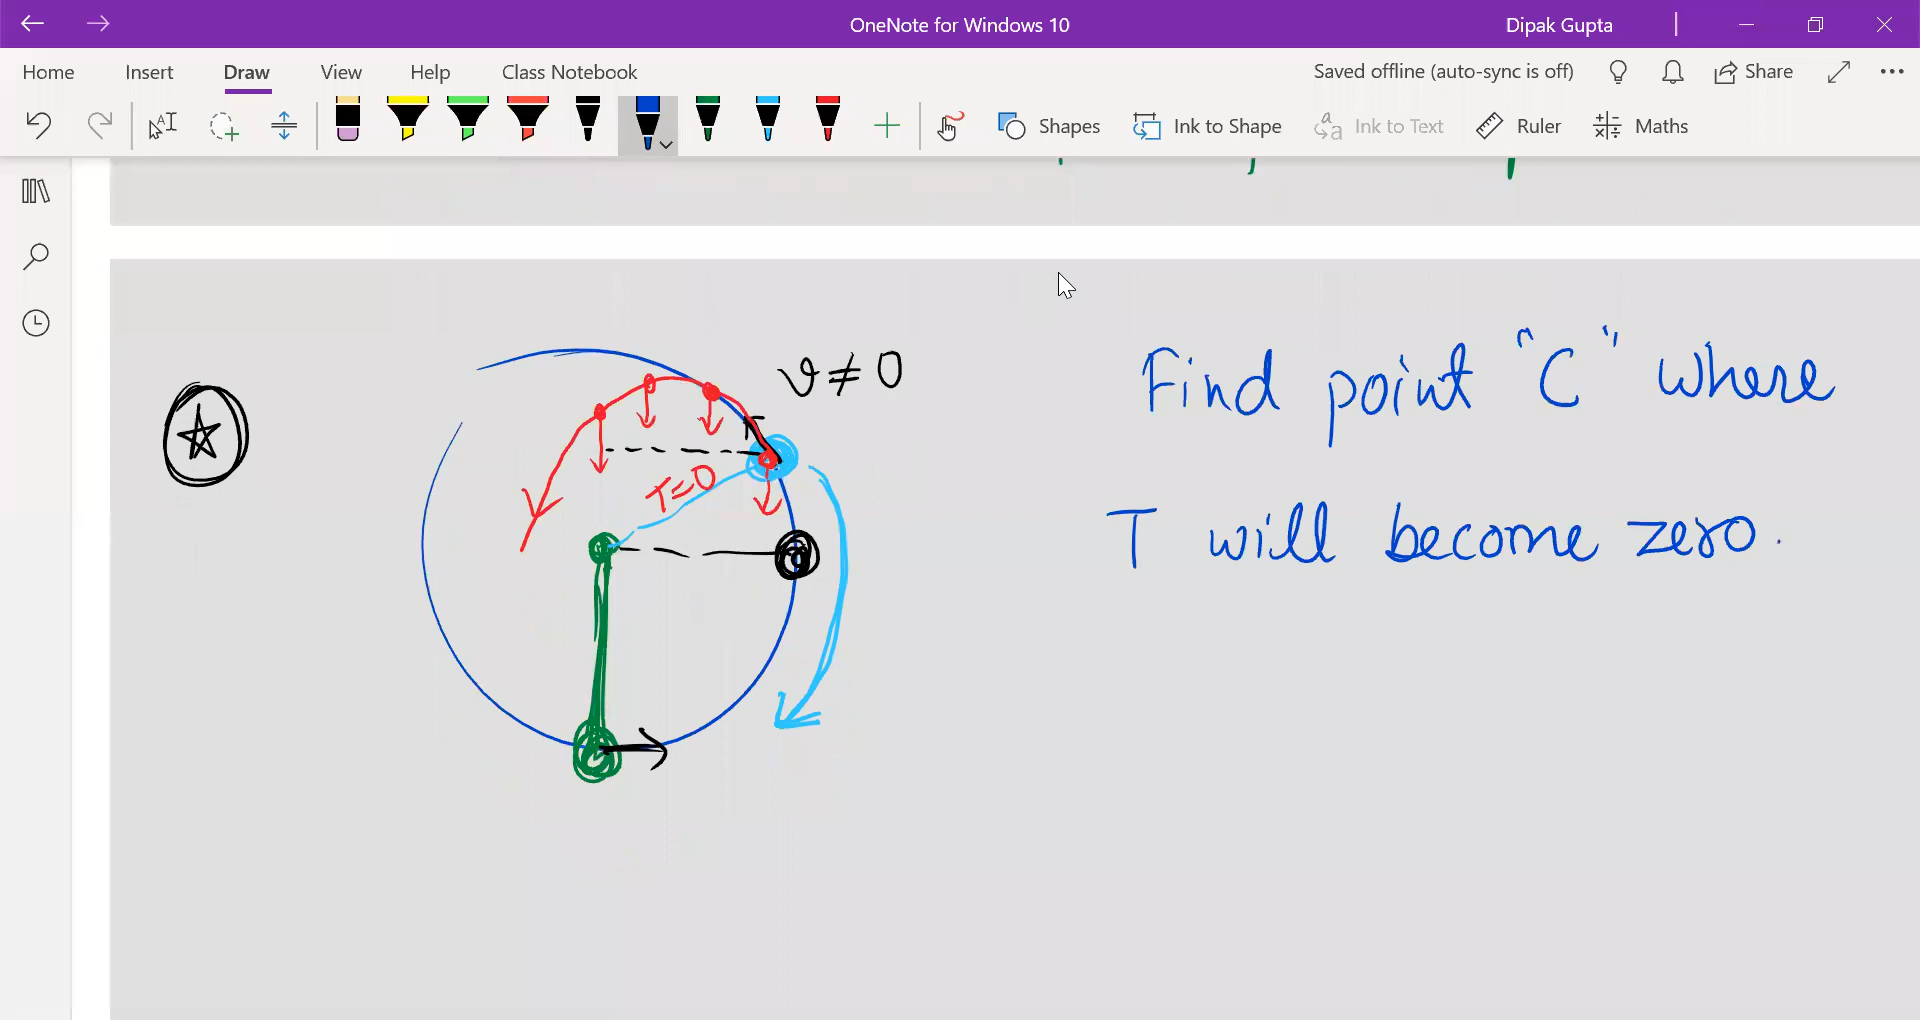 OneNote for Windows 10
Dipak Gupta
Home Insert Draw View Help Class Notebook
Saved offline (auto-sync is off) Share
Shapes Ink to Shape Ink to Text Ruler Maths
v ≠ 0
T=0
Find point "C" where
T will become zero.